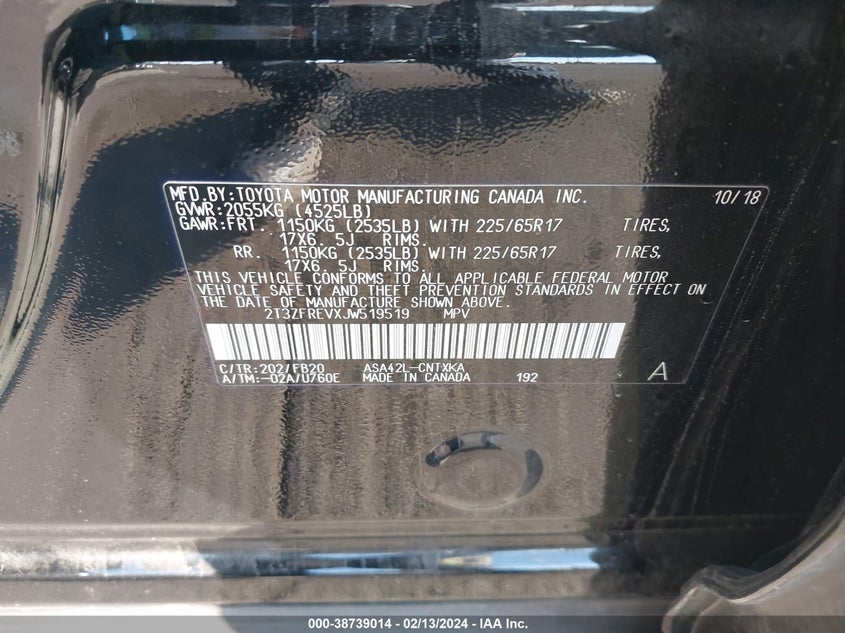 MFD.BY:TOYOTA MOTOR MANUFACTURING CANADA INC. 10/18
GVWR:2055KG (4525LB)
GAWR:FRT. 1150KG (2535LB) WITH 225/65R17 TIRES,
17X6. 5J RIMS.
RR. 1150KG (2535LB) WITH 225/65R17 TIRES,
17X6. 5J RIMS.
THIS VEHICLE CONFORMS TO ALL APPLICABLE FEDERAL MOTOR
VEHICLE SAFETY AND THEFT PREVENTION STANDARDS IN EFFECT ON
THE DATE OF MANUFACTURE SHOWN ABOVE.
2T3ZFREVXJW519519 MPV
C/TR:202/FB20 ASA42L-CNTXKA
A/TM:-02A/U760E MADE IN CANADA 192 A
000-38739014 - 02/13/2024 - IAA Inc.